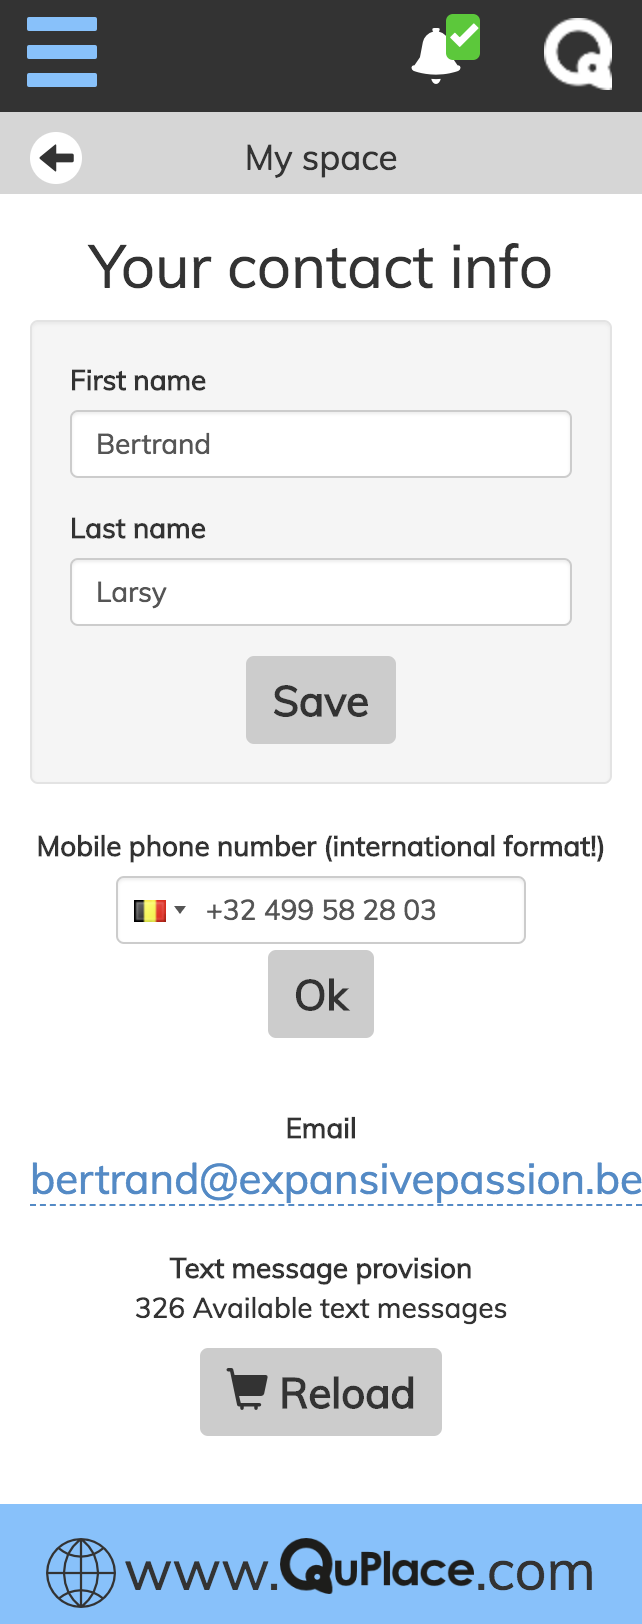 My space
Your contact info
First name
Bertrand
Last name
Larsy
Save
Mobile phone number (international format!)
+32 499 58 28 03
Ok
Email
bertrand@expansivepassion.be
Text message provision
326 Available text messages
Reload
www.QuPlace.com